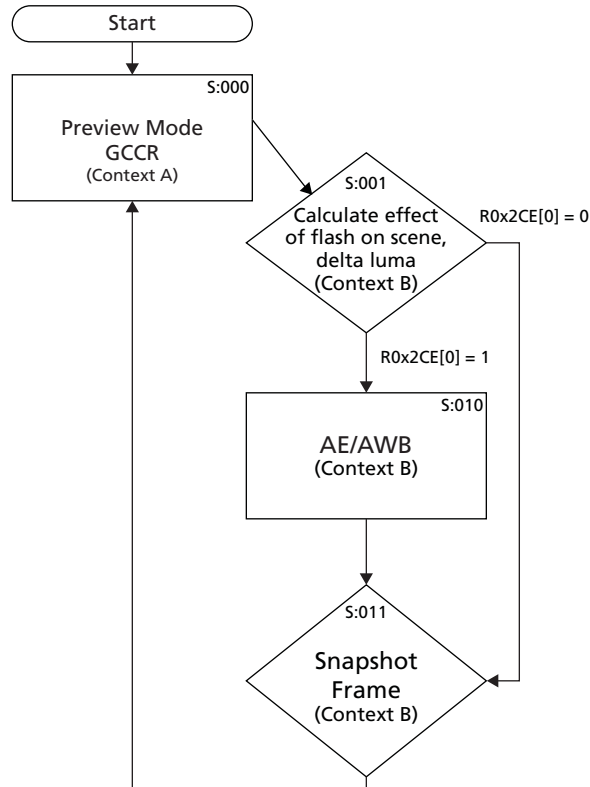 Start
S:000
Preview Mode
GCCR
(Context A)
S:001
Calculate effect
of flash on scene,
delta luma
(Context B)
R0x2CE[0] = 0
R0x2CE[0] = 1
S:010
AE/AWB
(Context B)
S:011
Snapshot
Frame
(Context B)